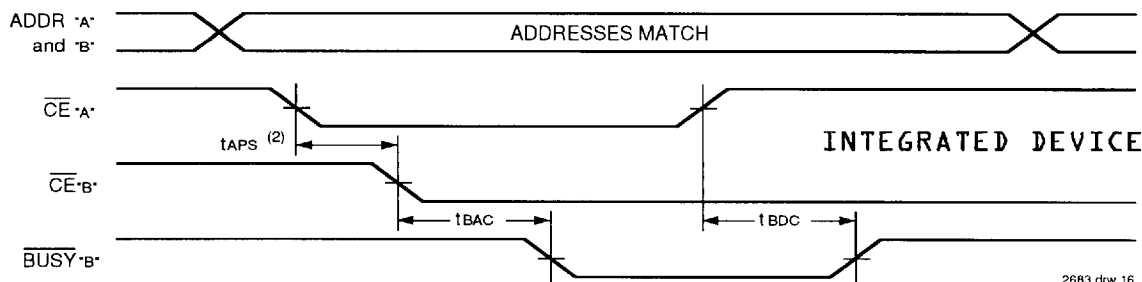 ADDR "A"
and "B"
ADDRESSES MATCH
CE "A"
tAPS (2)
INTEGRATED DEVICE
CE "B"
tBAC
tBDC
BUSY "B"
2683 drw 16